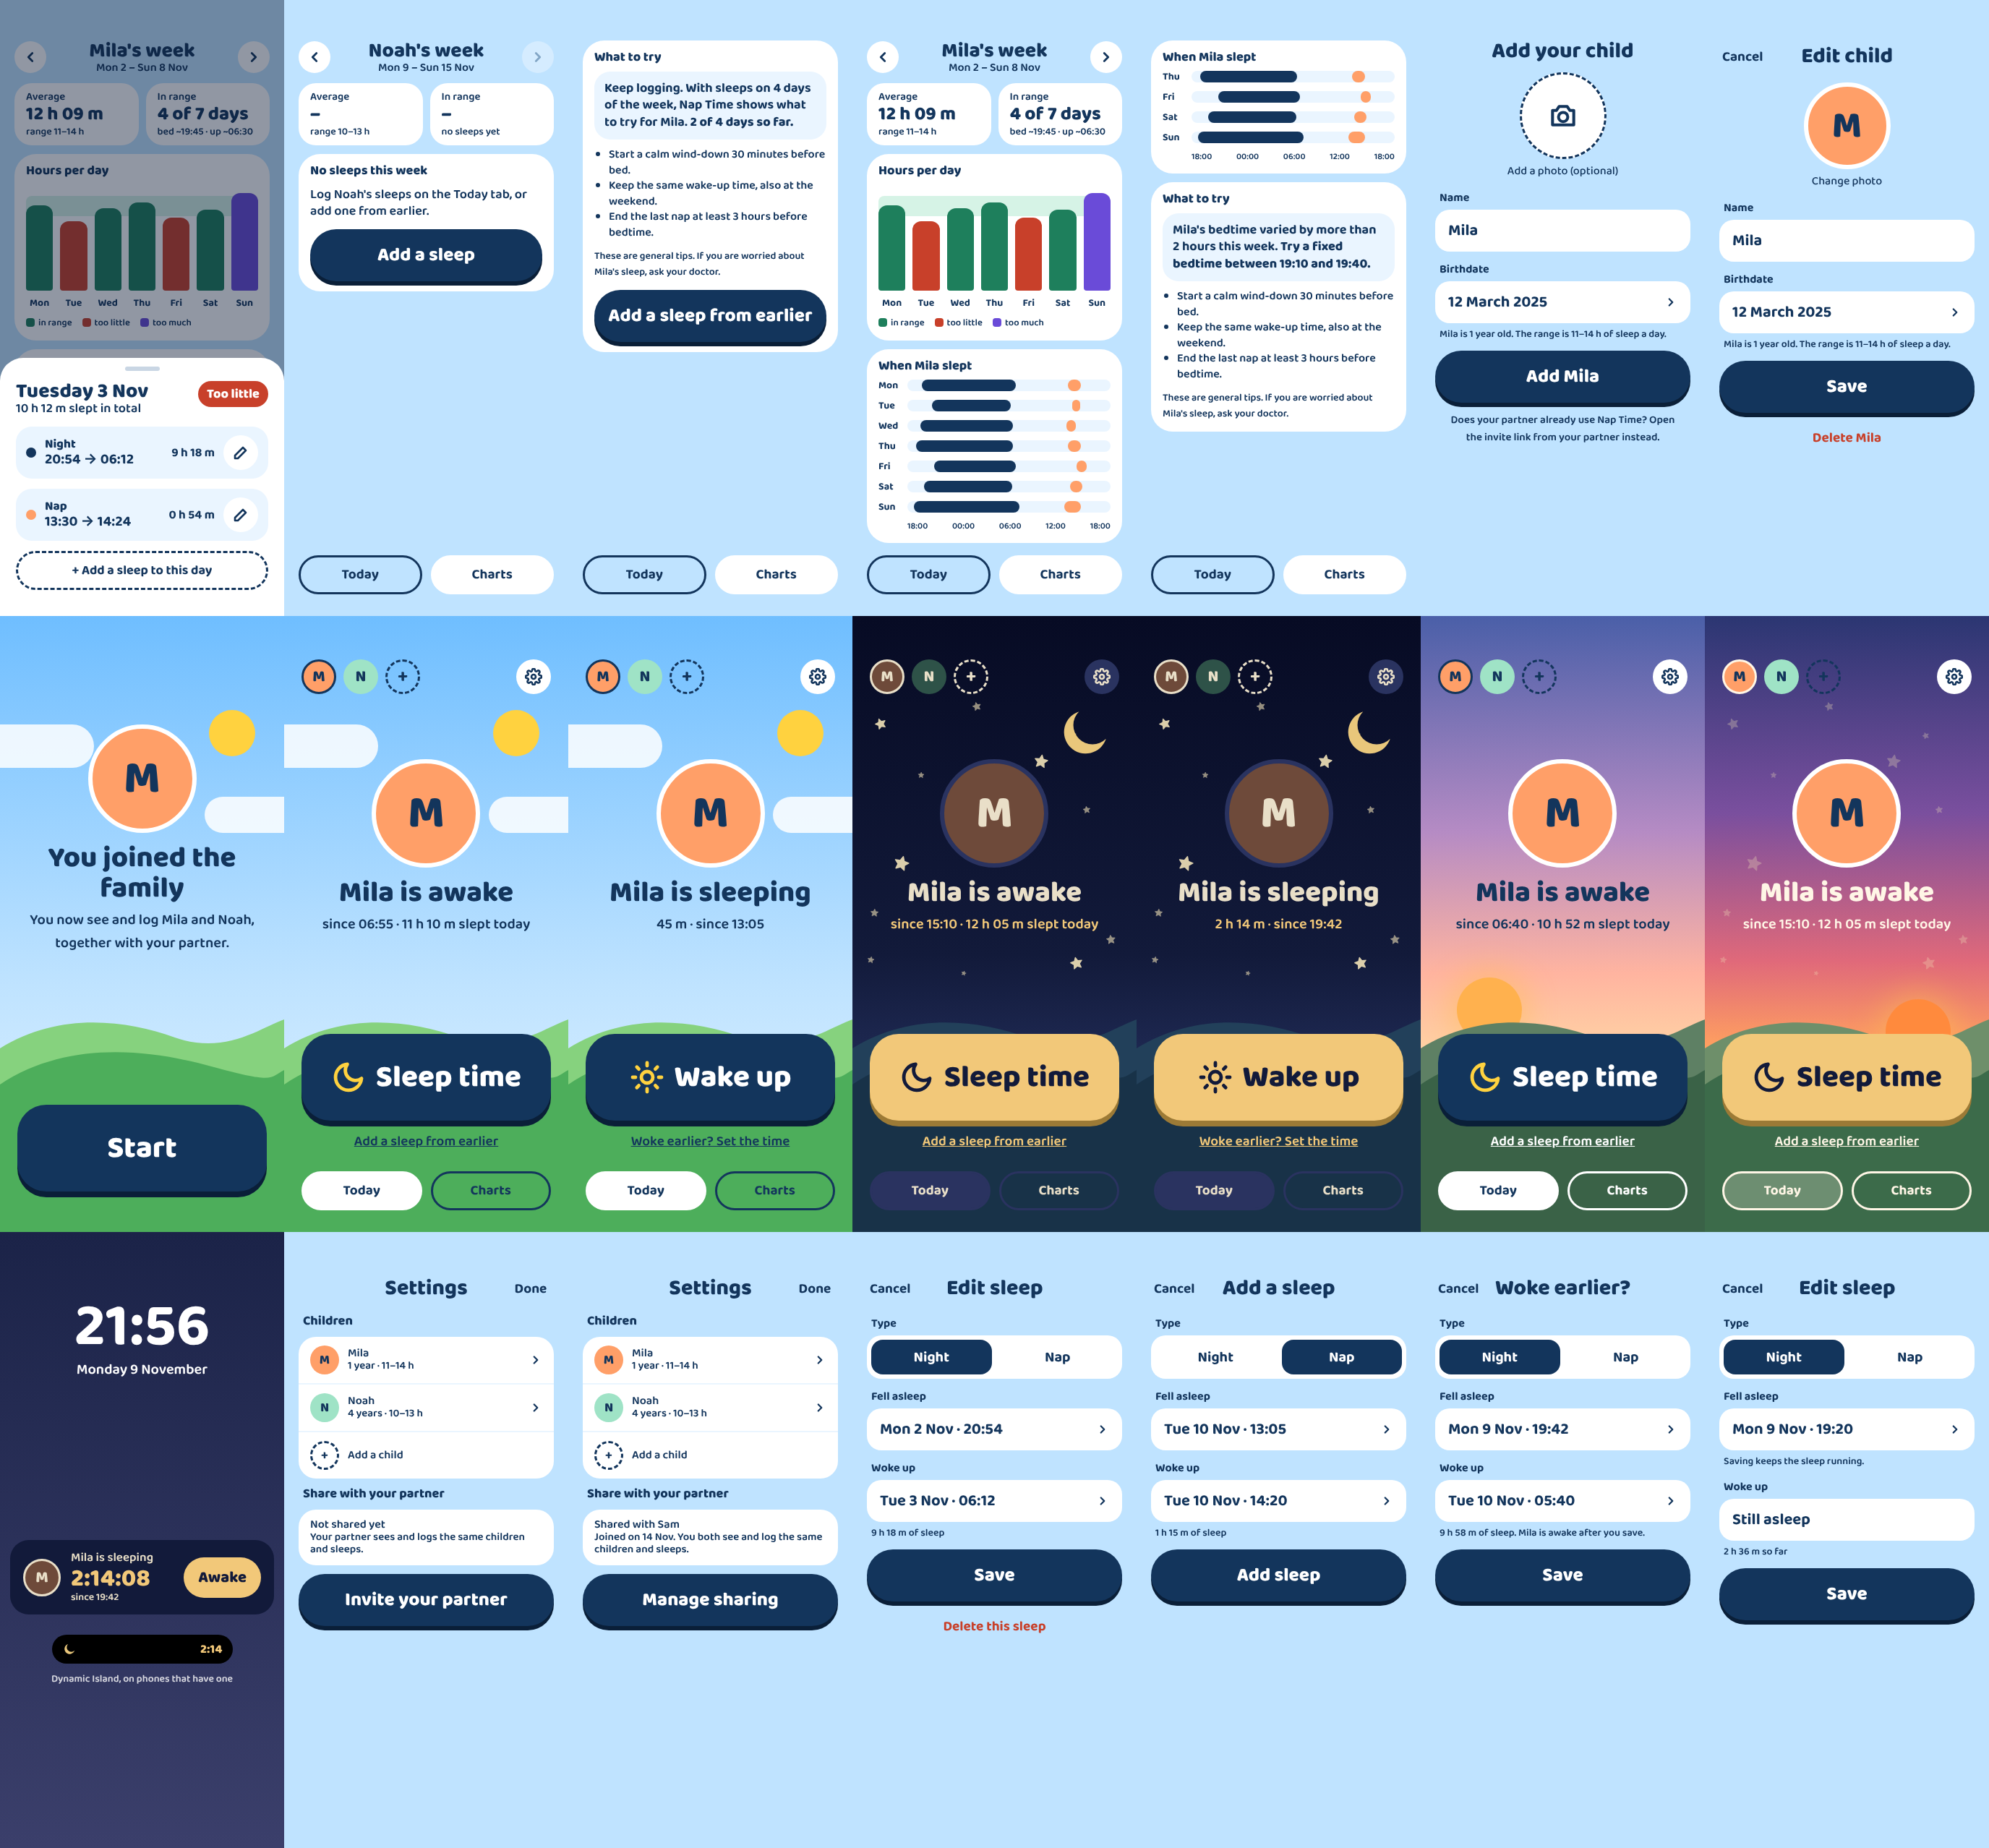 Mila's week
Mon 2 – Sun 8 Nov
Average
12 h 09 m
range 11–14 h
In range
4 of 7 days
bed ~19:45 · up ~06:30
Hours per day
Mon Tue Wed Thu Fri Sat Sun
in range too little too much
Tuesday 3 Nov
10 h 12 m slept in total
Too little
Night
20:54 → 06:12
9 h 18 m
Nap
13:30 → 14:24
0 h 54 m
+ Add a sleep to this day
Noah's week
Mon 9 – Sun 15 Nov
Average
–
range 10–13 h
In range
–
no sleeps yet
No sleeps this week
Log Noah's sleeps on the Today tab, or
add one from earlier.
Add a sleep
Today
Charts
What to try
Keep logging. With sleeps on 4 days
of the week, Nap Time shows what
to try for Mila. 2 of 4 days so far.
• Start a calm wind-down 30 minutes before
bed.
• Keep the same wake-up time, also at the
weekend.
• End the last nap at least 3 hours before
bedtime.
These are general tips. If you are worried about
Mila's sleep, ask your doctor.
Add a sleep from earlier
Today
Charts
Mila's week
Mon 2 – Sun 8 Nov
Average
12 h 09 m
range 11–14 h
In range
4 of 7 days
bed ~19:45 · up ~06:30
Hours per day
Mon Tue Wed Thu Fri Sat Sun
in range too little too much
When Mila slept
Mon
Tue
Wed
Thu
Fri
Sat
Sun
18:00 00:00 06:00 12:00 18:00
Today
Charts
When Mila slept
Thu
Fri
Sat
Sun
18:00 00:00 06:00 12:00 18:00
What to try
Mila's bedtime varied by more than
2 hours this week. Try a fixed
bedtime between 19:10 and 19:40.
• Start a calm wind-down 30 minutes before
bed.
• Keep the same wake-up time, also at the
weekend.
• End the last nap at least 3 hours before
bedtime.
These are general tips. If you are worried about
Mila's sleep, ask your doctor.
Today
Charts
Add your child
Add a photo (optional)
Name
Mila
Birthdate
12 March 2025
Mila is 1 year old. The range is 11–14 h of sleep a day.
Add Mila
Does your partner already use Nap Time? Open
the invite link from your partner instead.
Cancel
Edit child
M
Change photo
Name
Mila
Birthdate
12 March 2025
Mila is 1 year old. The range is 11–14 h of sleep a day.
Save
Delete Mila
M
You joined the
family
You now see and log Mila and Noah,
together with your partner.
Start
M N +
M
Mila is awake
since 06:55 · 11 h 10 m slept today
Sleep time
Add a sleep from earlier
Today
Charts
M N +
M
Mila is sleeping
45 m · since 13:05
Wake up
Woke earlier? Set the time
Today
Charts
M N +
M
Mila is awake
since 15:10 · 12 h 05 m slept today
Sleep time
Add a sleep from earlier
Today
Charts
M N +
M
Mila is sleeping
2 h 14 m · since 19:42
Wake up
Woke earlier? Set the time
Today
Charts
M N +
M
Mila is awake
since 06:40 · 10 h 52 m slept today
Sleep time
Add a sleep from earlier
Today
Charts
M N +
M
Mila is awake
since 15:10 · 12 h 05 m slept today
Sleep time
Add a sleep from earlier
Today
Charts
21:56
Monday 9 November
M
Mila is sleeping
2:14:08
since 19:42
Awake
2:14
Dynamic Island, on phones that have one
Settings
Done
Children
M
Mila
1 year · 11–14 h
N
Noah
4 years · 10–13 h
+
Add a child
Share with your partner
Not shared yet
Your partner sees and logs the same children
and sleeps.
Invite your partner
Settings
Done
Children
M
Mila
1 year · 11–14 h
N
Noah
4 years · 10–13 h
+
Add a child
Share with your partner
Shared with Sam
Joined on 14 Nov. You both see and log the same
children and sleeps.
Manage sharing
Cancel
Edit sleep
Type
Night
Nap
Fell asleep
Mon 2 Nov · 20:54
Woke up
Tue 3 Nov · 06:12
9 h 18 m of sleep
Save
Delete this sleep
Cancel
Add a sleep
Type
Night
Nap
Fell asleep
Tue 10 Nov · 13:05
Woke up
Tue 10 Nov · 14:20
1 h 15 m of sleep
Add sleep
Cancel
Woke earlier?
Type
Night
Nap
Fell asleep
Mon 9 Nov · 19:42
Woke up
Tue 10 Nov · 05:40
9 h 58 m of sleep. Mila is awake after you save.
Save
Cancel
Edit sleep
Type
Night
Nap
Fell asleep
Mon 9 Nov · 19:20
Saving keeps the sleep running.
Woke up
Still asleep
2 h 36 m so far
Save